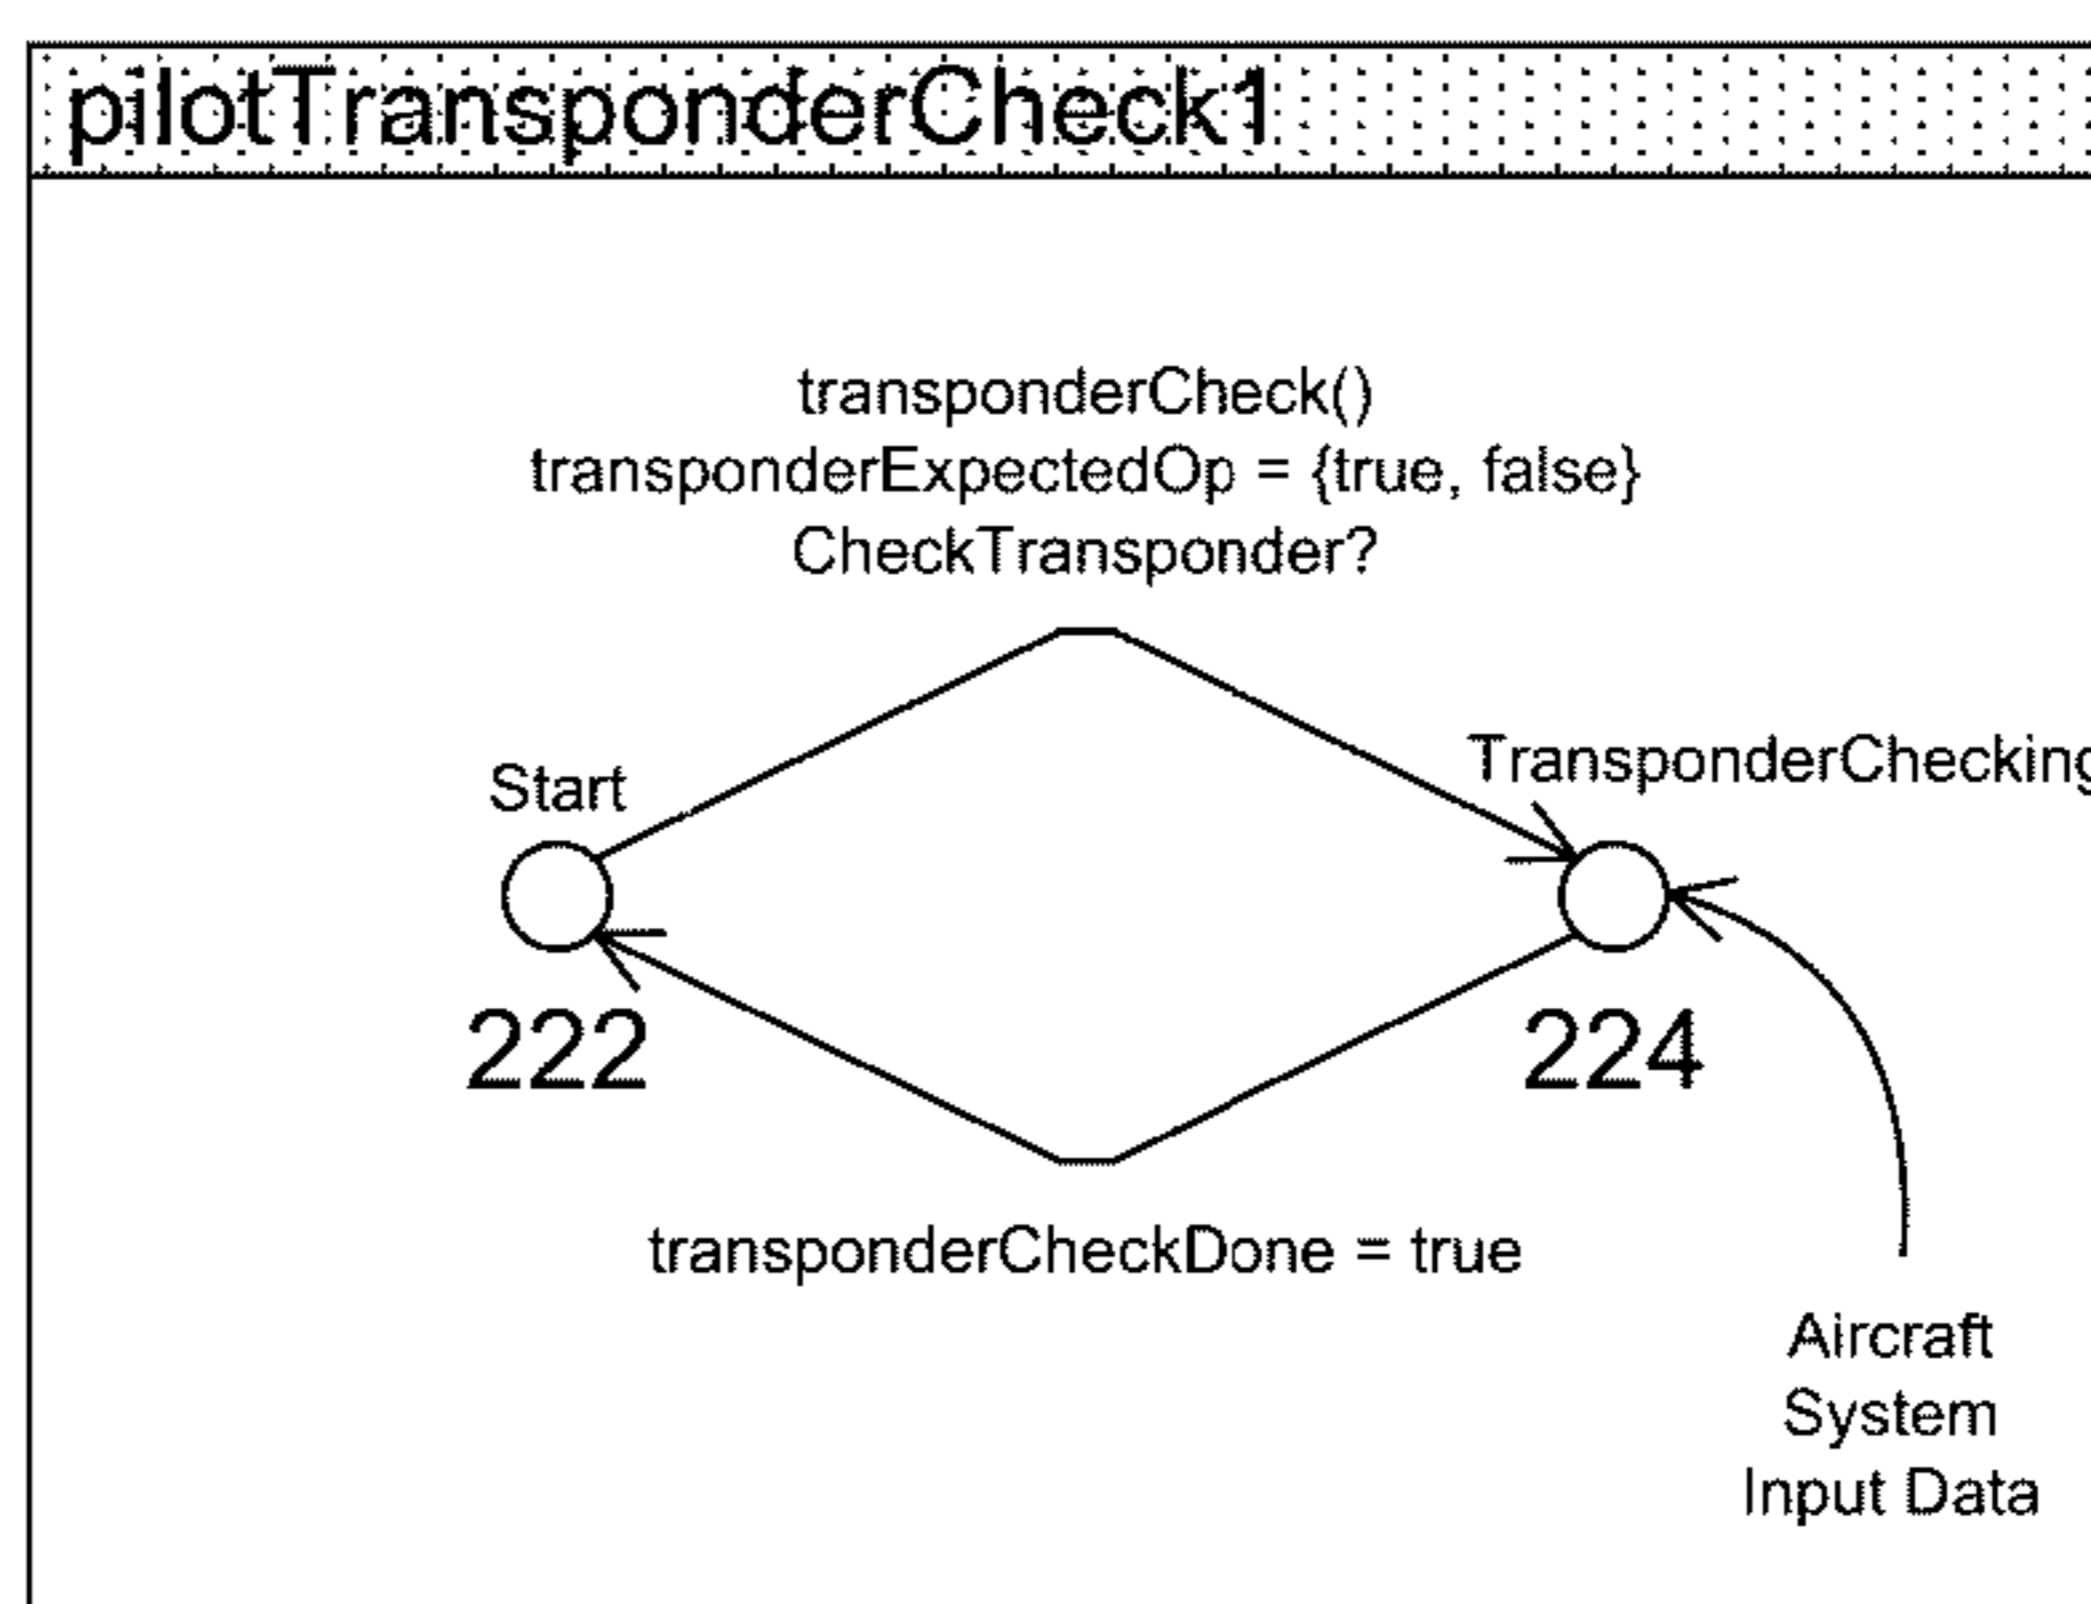 pilotTransponderCheck1
transponderCheck()
transponderExpectedOp = {true, false}
CheckTransponder?
Start
TransponderChecking
222
224
transponderCheckDone = true
Aircraft
System
Input Data